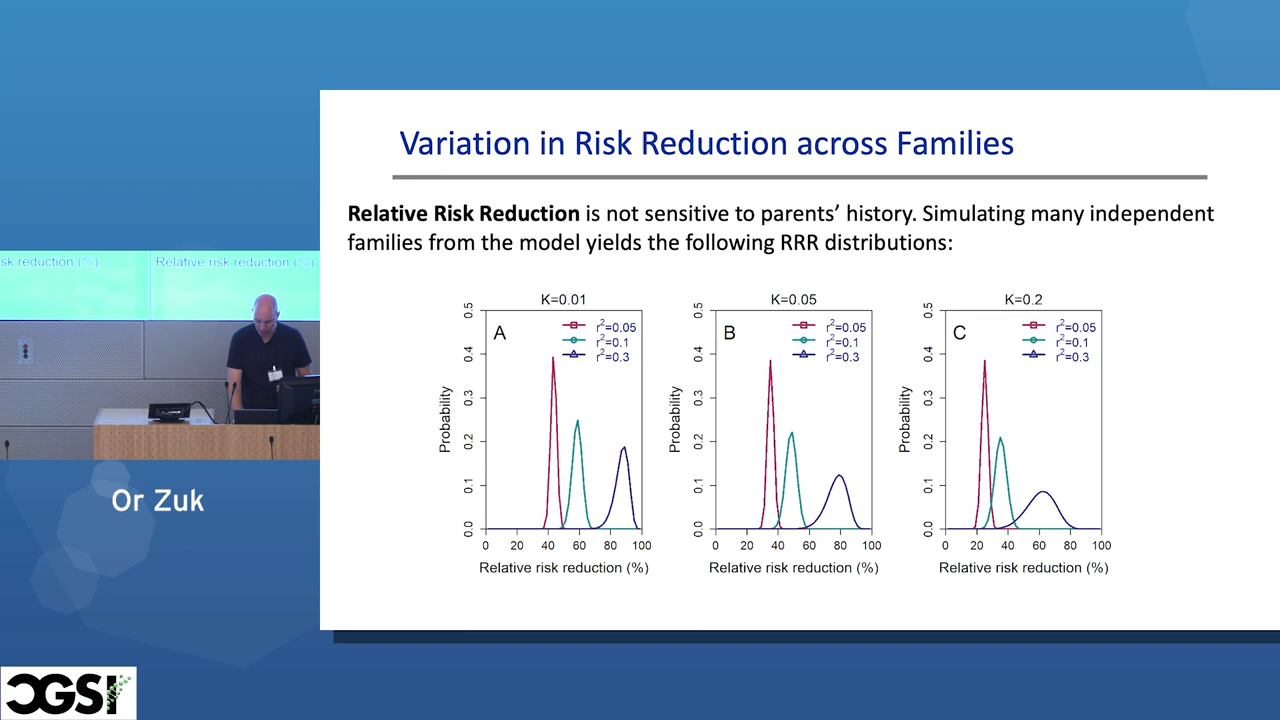 Variation in Risk Reduction across Families
Relative Risk Reduction is not sensitive to parents’ history. Simulating many independent
families from the model yields the following RRR distributions:
sk reduction (%)
Relative risk reduction (%)
Or Zuk
CGSI
K=0.01
A
r²=0.05
r²=0.1
r²=0.3
Probability
0.0 0.1 0.2 0.3 0.4 0.5
0 20 40 60 80 100
Relative risk reduction (%)
K=0.05
B
r²=0.05
r²=0.1
r²=0.3
Probability
0.0 0.1 0.2 0.3 0.4 0.5
0 20 40 60 80 100
Relative risk reduction (%)
K=0.2
C
r²=0.05
r²=0.1
r²=0.3
Probability
0.0 0.1 0.2 0.3 0.4 0.5
0 20 40 60 80 100
Relative risk reduction (%)